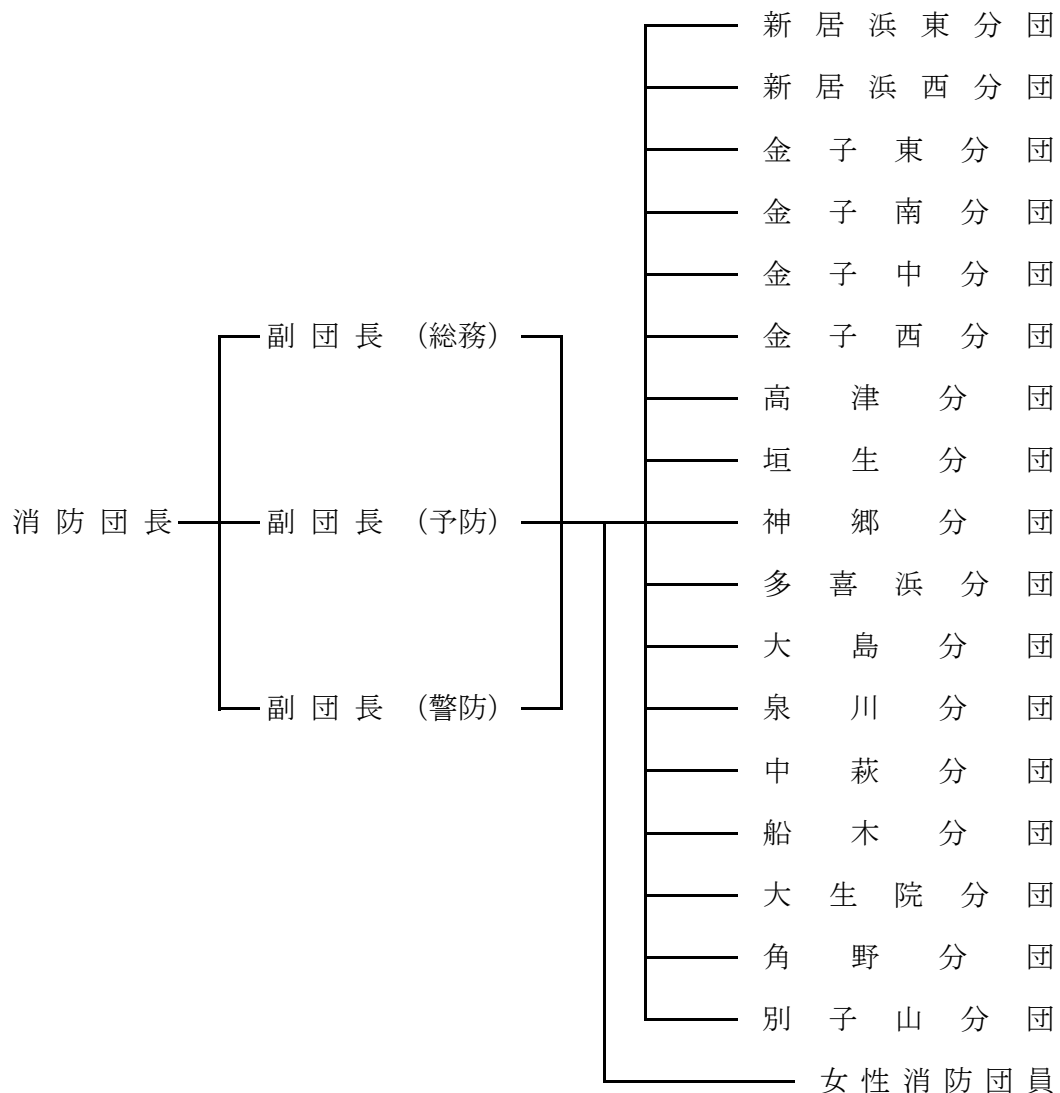 新居浜東分団
新居浜西分団
金子東分団
金子南分団
金子中分団
副団長（総務） 金子西分団
高津分団
垣生分団
消防団長 副団長（予防） 神郷分団
多喜浜分団
大島分団
副団長（警防） 泉川分団
中萩分団
船木分団
大生院分団
角野分団
別子山分団
女性消防団員